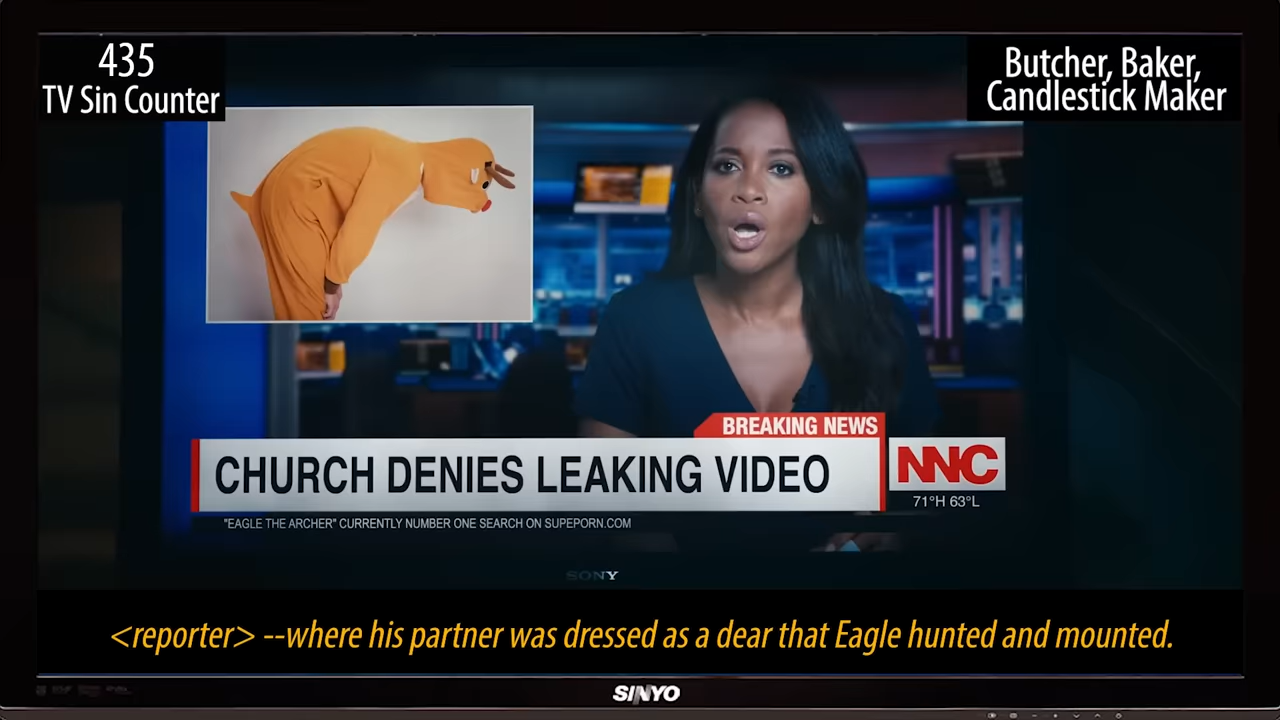 435
TV Sin Counter
Butcher, Baker,
Candlestick Maker
BREAKING NEWS
CHURCH DENIES LEAKING VIDEO
NNC
71°H 63°L
"EAGLE THE ARCHER" CURRENTLY NUMBER ONE SEARCH ON SUPEPORN.COM
SONY
<reporter> --where his partner was dressed as a dear that Eagle hunted and mounted.
SINYO